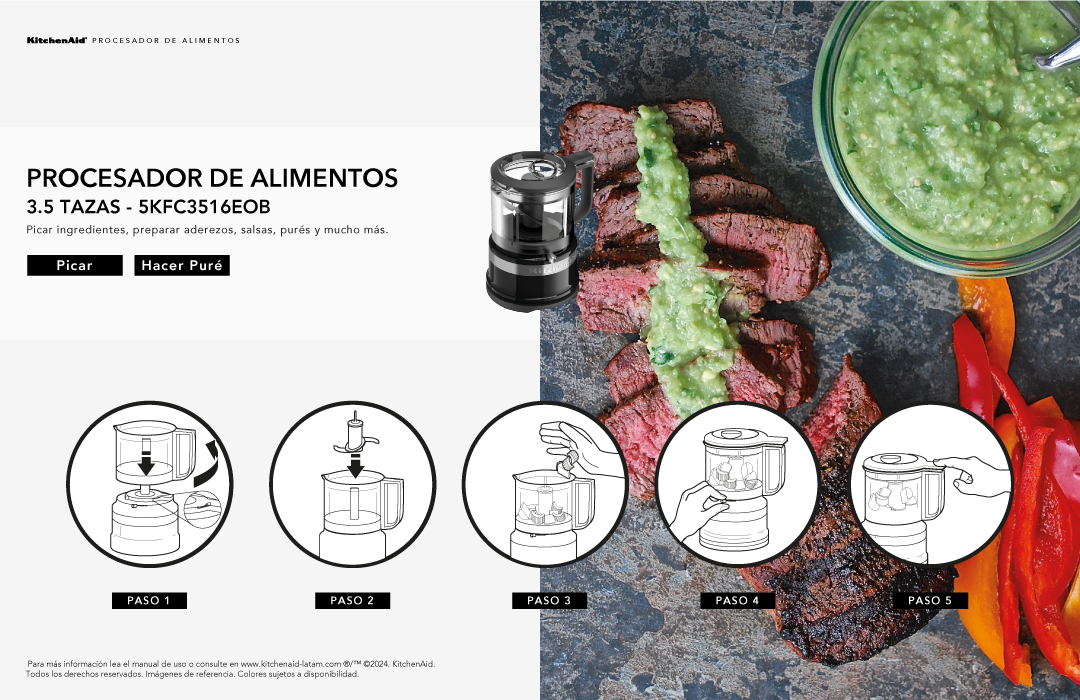 KitchenAid® PROCESADOR DE ALIMENTOS
PROCESADOR DE ALIMENTOS
3.5 TAZAS - 5KFC3516EOB
Picar ingredientes, preparar aderezos, salsas, purés y mucho más.
Picar Hacer Puré
PASO 1 PASO 2 PASO 3 PASO 4 PASO 5
Para más información lea el manual de uso o consulte en www.kitchenaid-latam.com ®/™ ©2024. KitchenAid.
Todos los derechos reservados. Imágenes de referencia. Colores sujetos a disponibilidad.